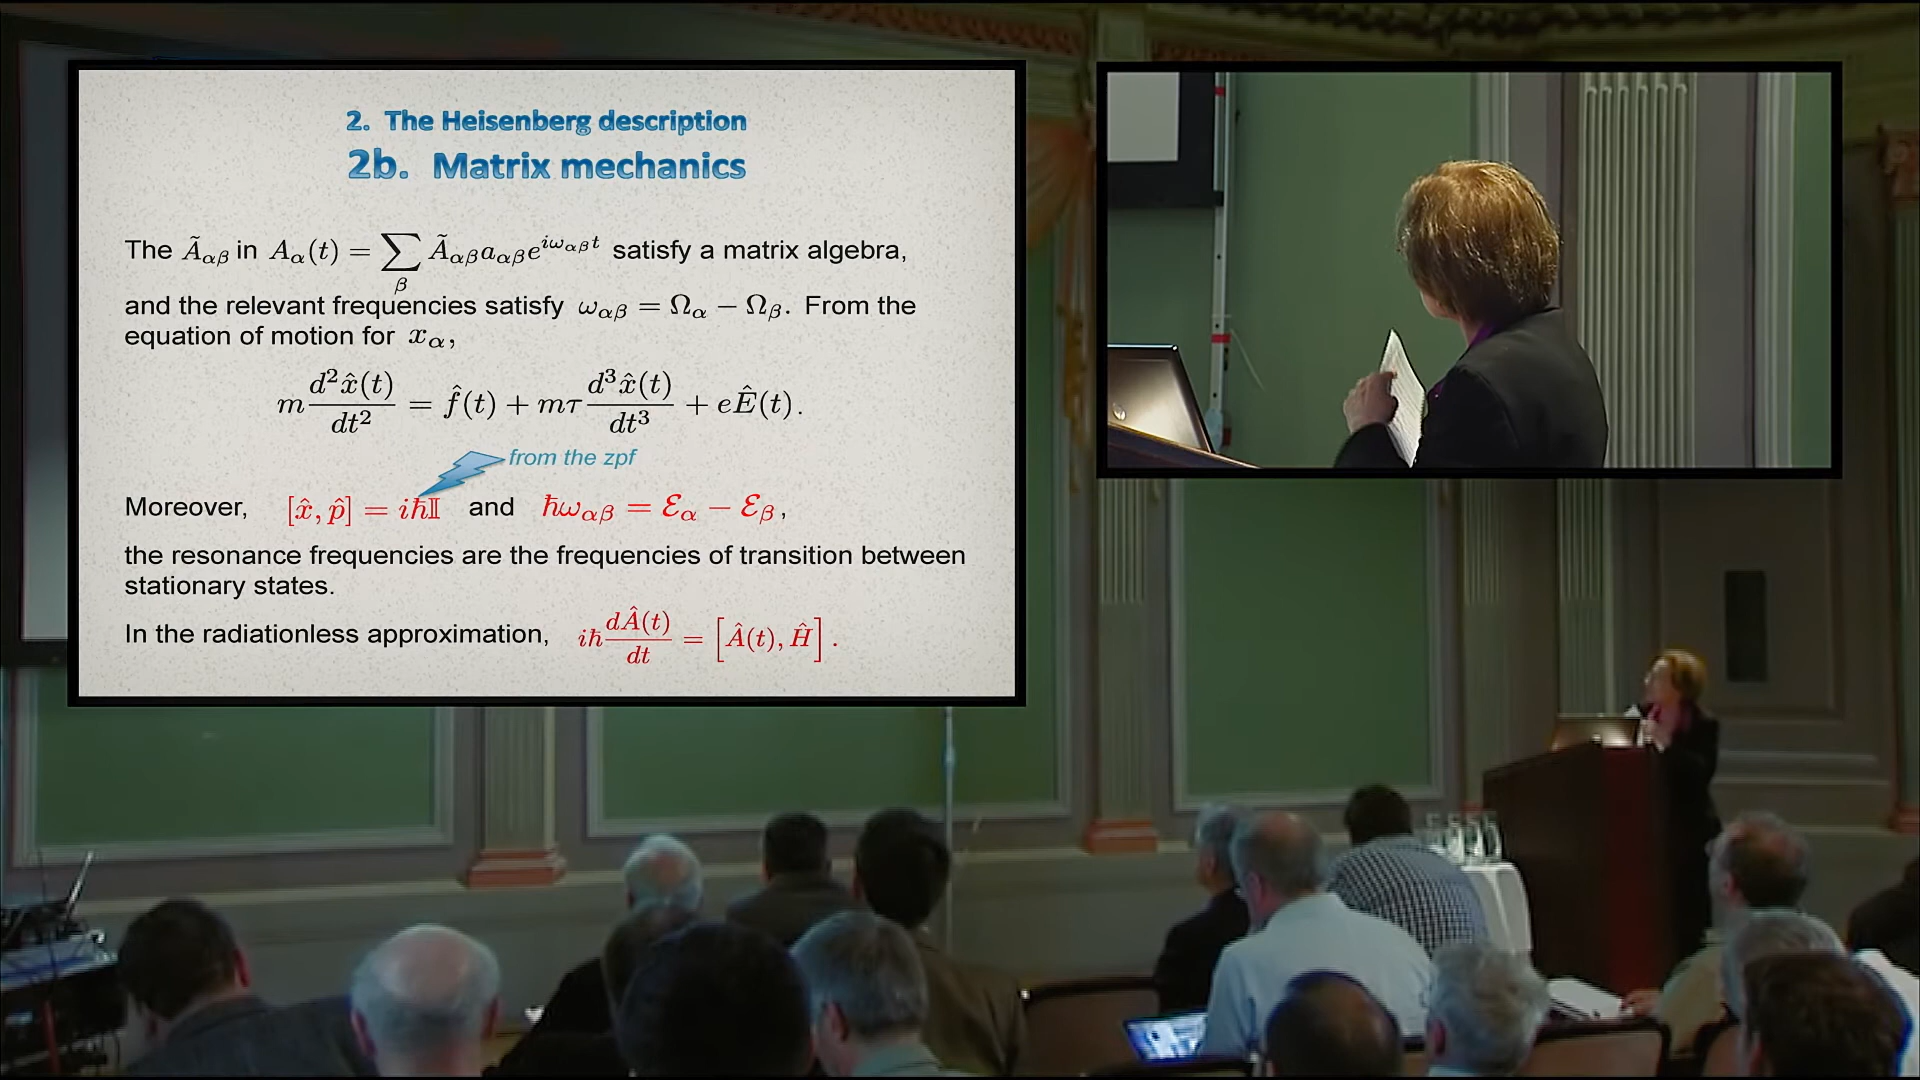 2. The Heisenberg description
2b. Matrix mechanics
The Ã_{αβ} in A_α(t) = ∑_β Ã_{αβ} a_{αβ} e^{iω_{αβ}t} satisfy a matrix algebra,
and the relevant frequencies satisfy ω_{αβ} = Ω_α − Ω_β. From the
equation of motion for x_α,
m d²x̂(t)/dt² = f̂(t) + mτ d³x̂(t)/dt³ + eÊ(t).
from the zpf
Moreover, [x̂, p̂] = iħ𝕀 and ħω_{αβ} = ℰ_α − ℰ_β,
the resonance frequencies are the frequencies of transition between
stationary states.
In the radiationless approximation, iħ dÂ(t)/dt = [Â(t), Ĥ].